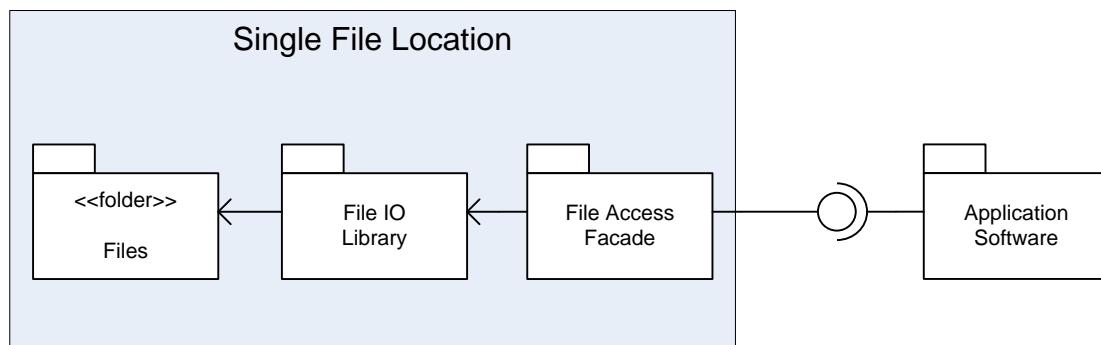 Single File Location
<<folder>>
Files
File IO
Library
File Access
Facade
Application
Software